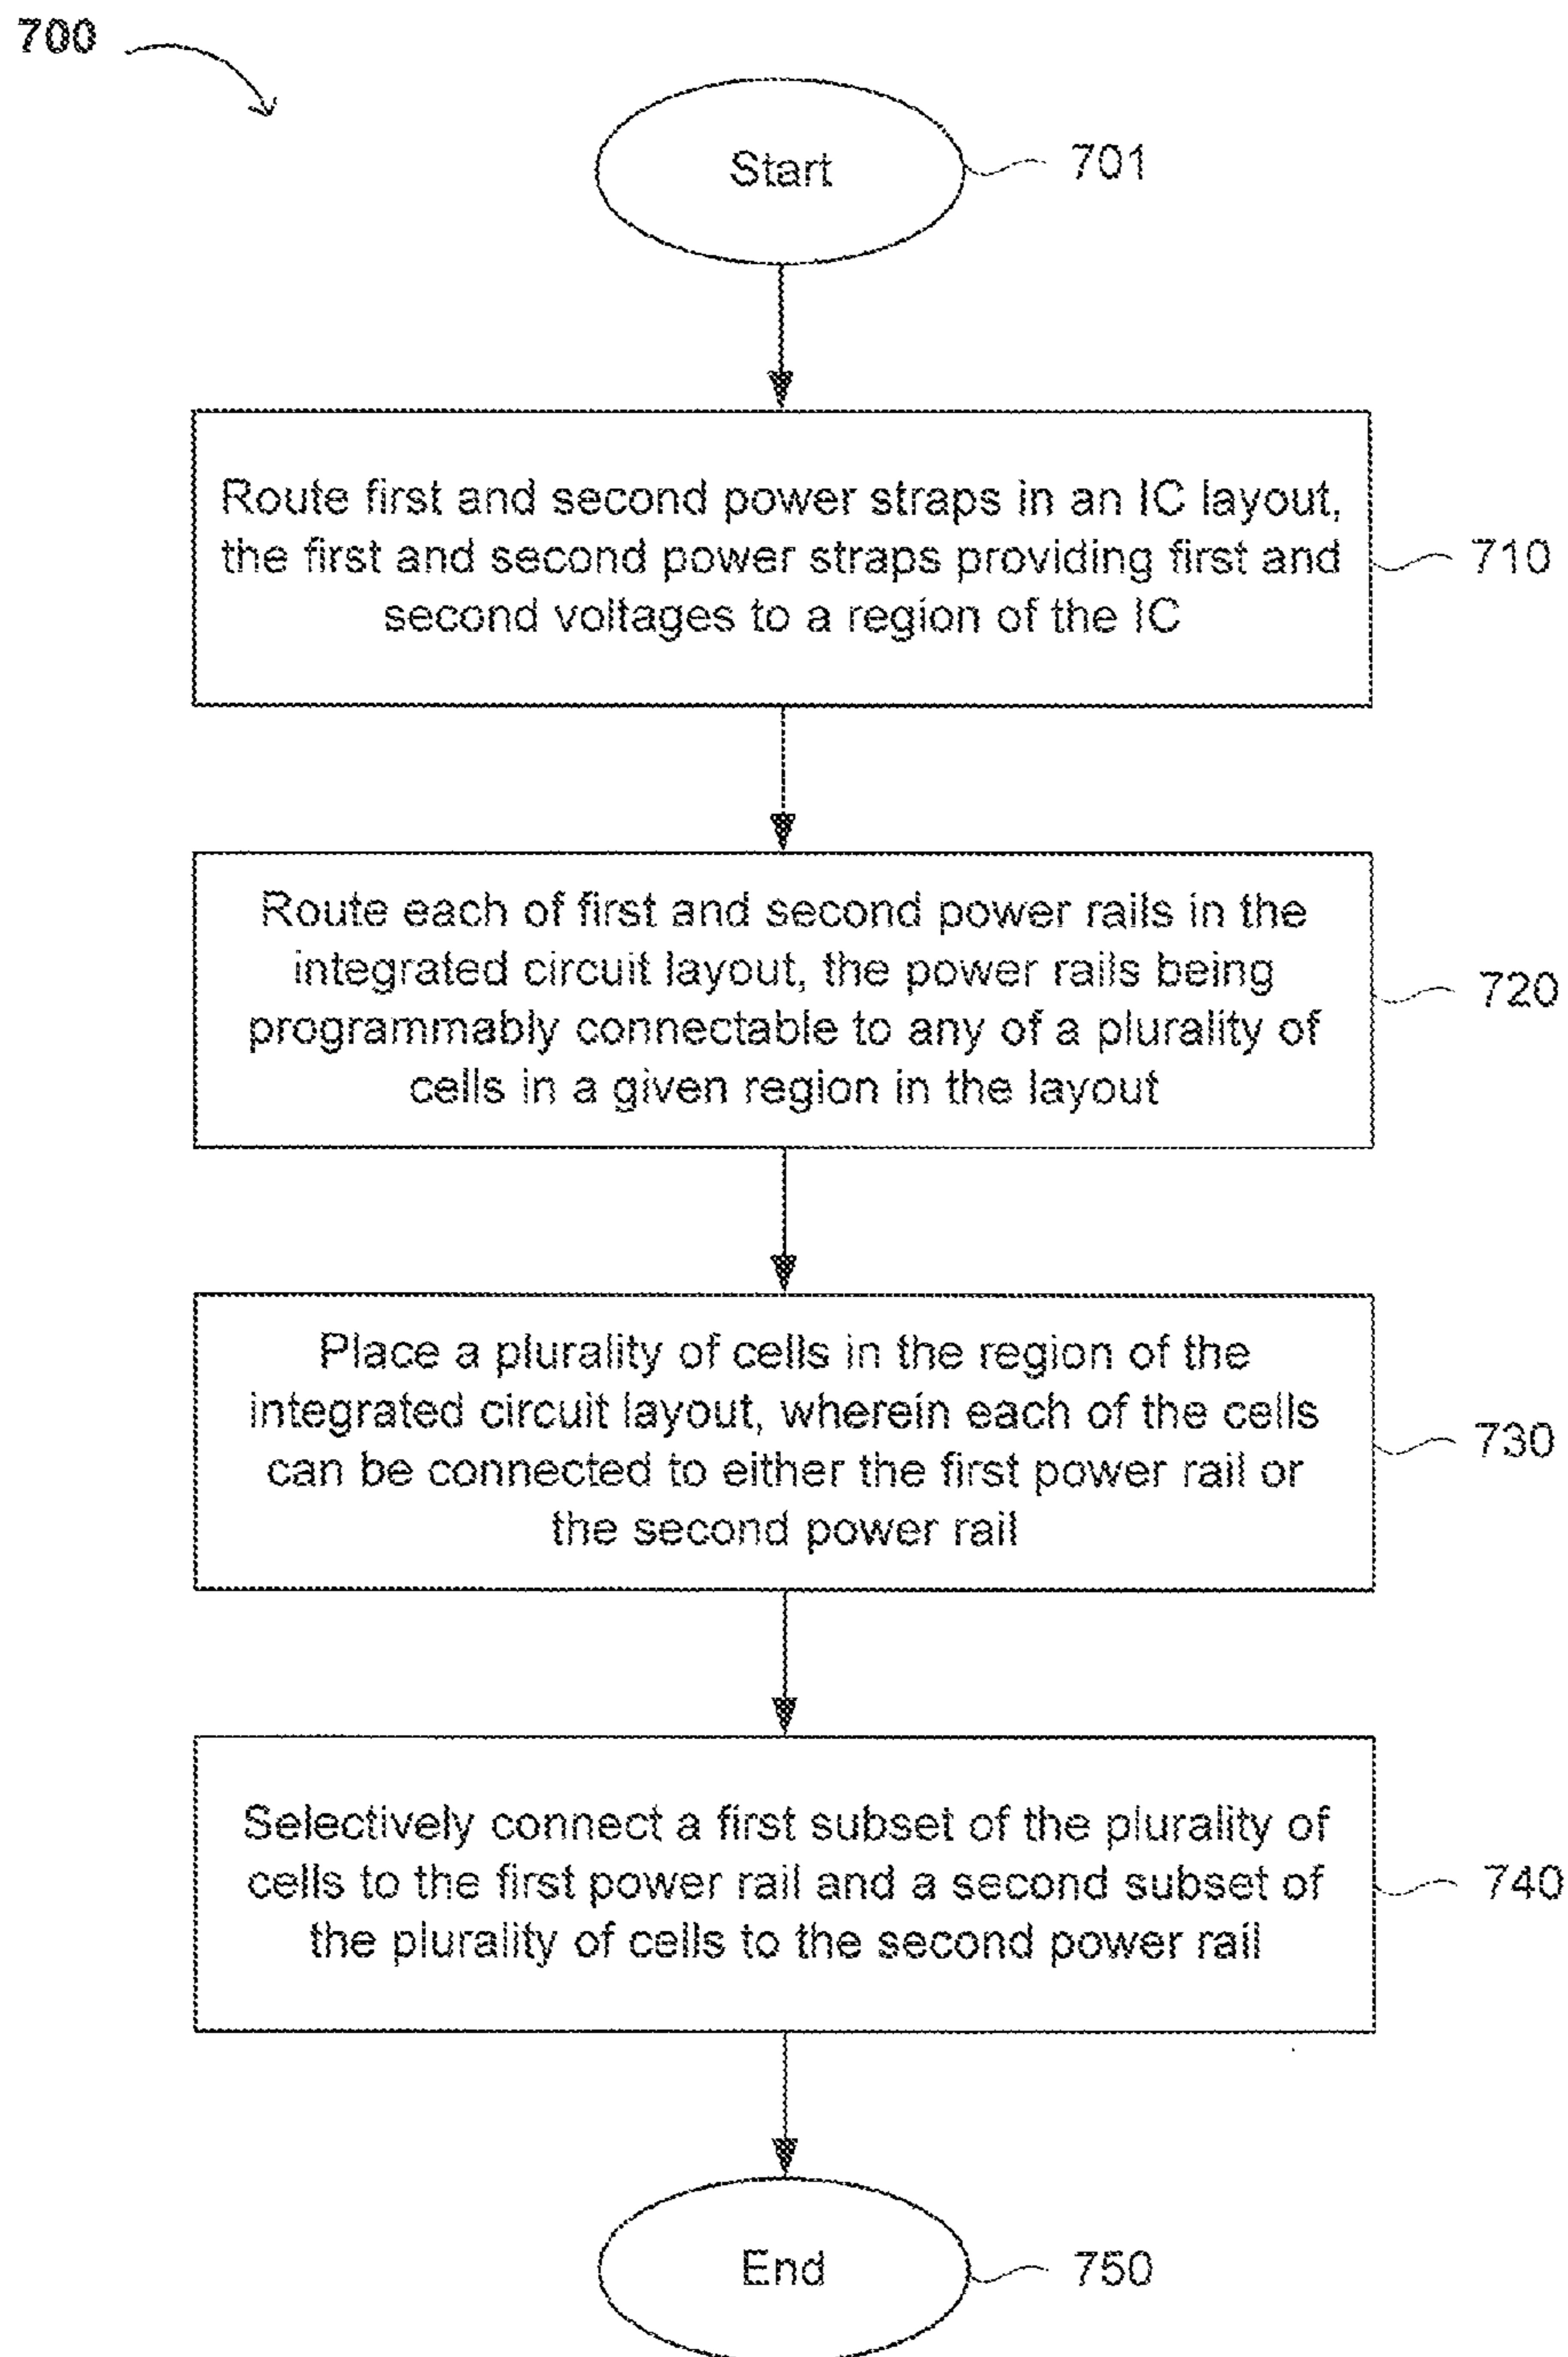 700
Start
701
Route first and second power straps in an IC layout,
the first and second power straps providing first and
second voltages to a region of the IC
710
Route each of first and second power rails in the
integrated circuit layout, the power rails being
programmably connectable to any of a plurality of
cells in a given region in the layout
720
Place a plurality of cells in the region of the
integrated circuit layout, wherein each of the cells
can be connected to either the first power rail or
the second power rail
730
Selectively connect a first subset of the plurality of
cells to the first power rail and a second subset of
the plurality of cells to the second power rail
740
End
750